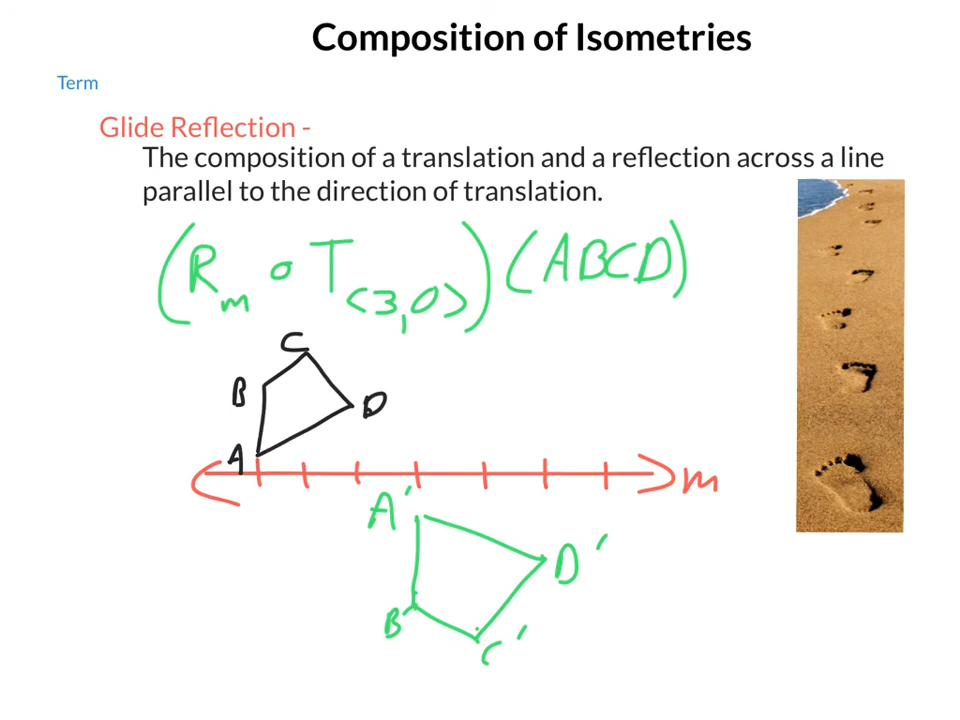 Composition of Isometries
Term
Glide Reflection -
The composition of a translation and a reflection across a line
parallel to the direction of translation.
(Rₘ ∘ T<3,0>)(ABCD)
C
B
D
A
m
A'
D'
B'
C'